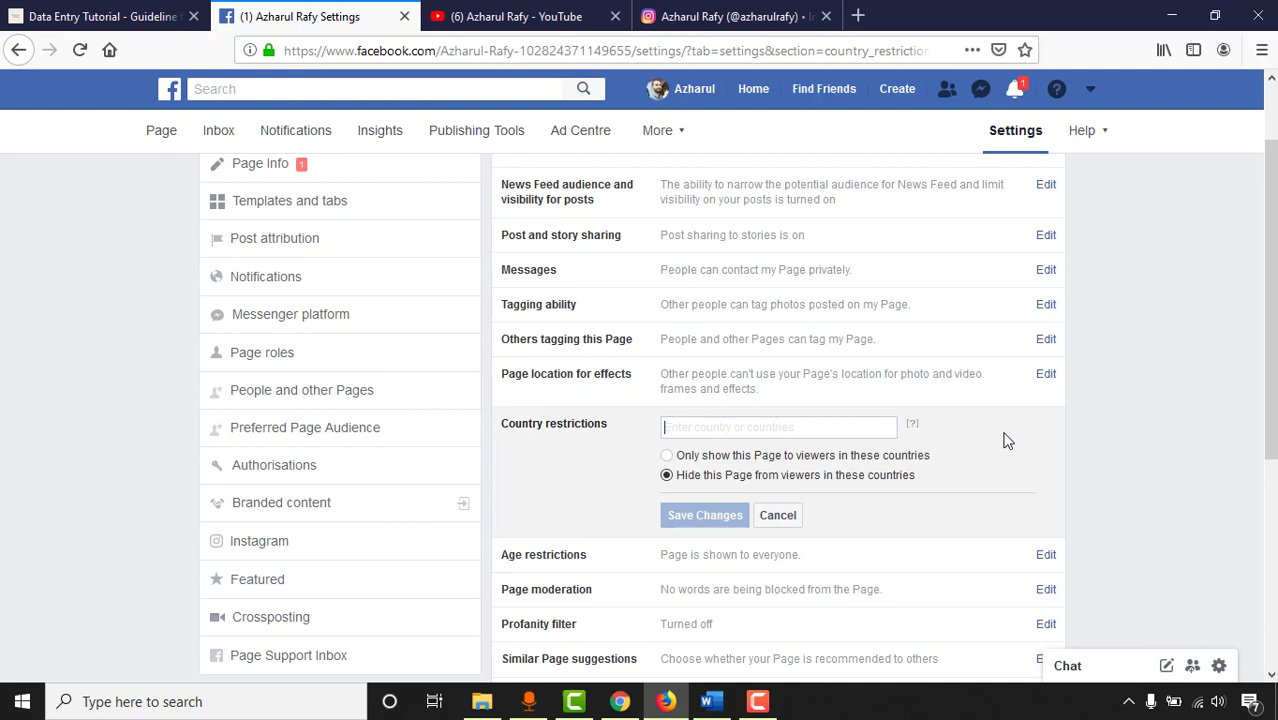 Data Entry Tutorial - Guideline
(1) Azharul Rafy Settings
(6) Azharul Rafy - YouTube
Azharul Rafy (@azharulrafy) • I
https://www.facebook.com/Azharul-Rafy-102824371149655/settings/?tab=settings&section=country_restriction
Search
Azharul
Home
Find Friends
Create
1
Page
Inbox
Notifications
Insights
Publishing Tools
Ad Centre
More
Settings
Help
Page Info 1
Templates and tabs
Post attribution
Notifications
Messenger platform
Page roles
People and other Pages
Preferred Page Audience
Authorisations
Branded content
Instagram
Featured
Crossposting
Page Support Inbox
News Feed audience and
visibility for posts
The ability to narrow the potential audience for News Feed and limit
visibility on your posts is turned on
Edit
Post and story sharing
Post sharing to stories is on
Edit
Messages
People can contact my Page privately.
Edit
Tagging ability
Other people can tag photos posted on my Page.
Edit
Others tagging this Page
People and other Pages can tag my Page.
Edit
Page location for effects
Other people can't use your Page's location for photo and video
frames and effects.
Edit
Country restrictions
Enter country or countries
[?]
Only show this Page to viewers in these countries
Hide this Page from viewers in these countries
Save Changes
Cancel
Age restrictions
Page is shown to everyone.
Edit
Page moderation
No words are being blocked from the Page.
Edit
Profanity filter
Turned off
Edit
Similar Page suggestions
Choose whether your Page is recommended to others
Chat
Type here to search
7